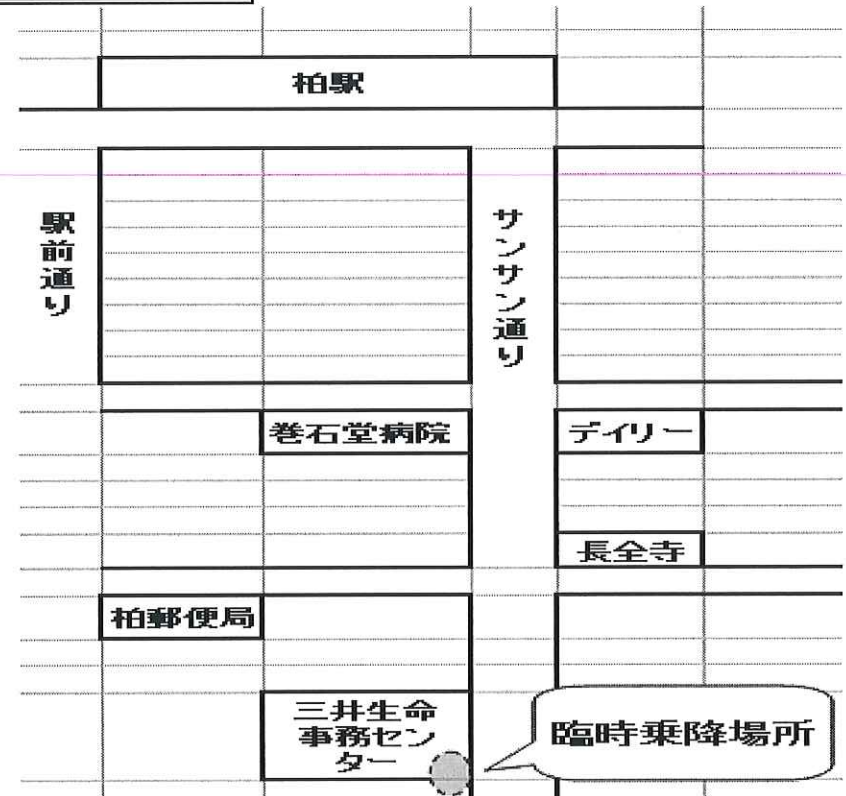 柏駅
駅前通り
サンサン通り
巻石堂病院
デイリー
長全寺
柏郵便局
三井生命
事務セン
ター
臨時乗降場所